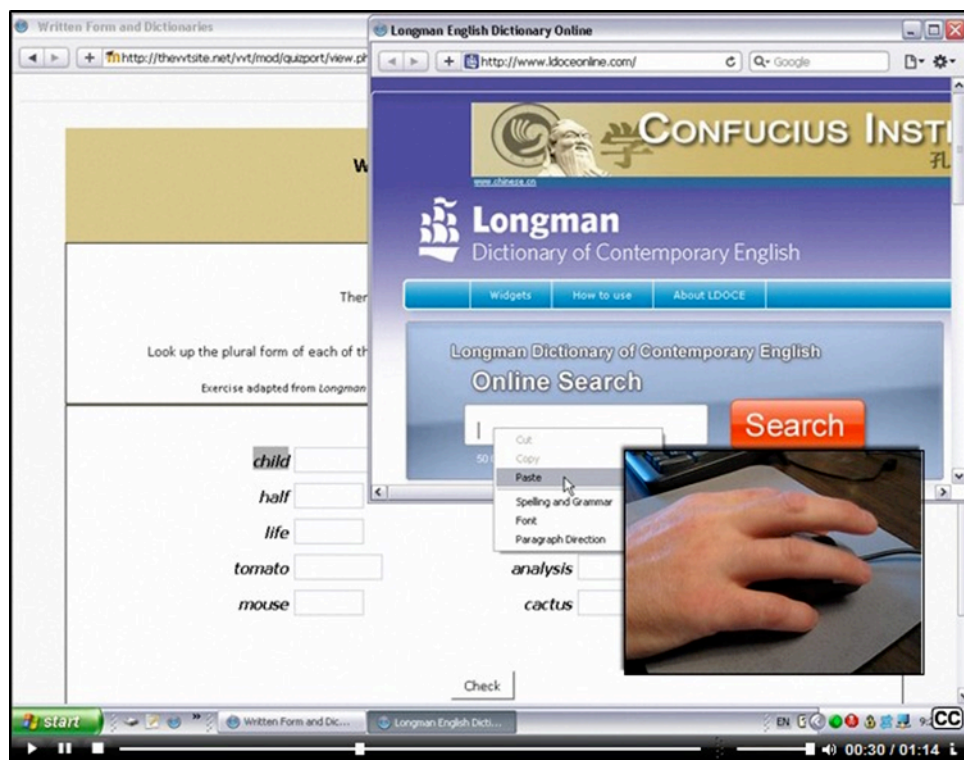 Written Form and Dictionaries
http://thevvtsite.net/vvt/mod/quizport/view.ph
W
Ther
Look up the plural form of each of th
Exercise adapted from Longman
child
half
life
tomato
mouse
analysis
cactus
Check
Longman English Dictionary Online
http://www.ldoceonline.com/
Google
CONFUCIUS INSTI
学
孔
www.chinese.cn
Longman
Dictionary of Contemporary English
Widgets How to use About LDOCE
Longman Dictionary of Contemporary English
Online Search
Search
Cut
Copy
Paste
Spelling and Grammar
Font
Paragraph Direction
start
Written Form and Dic...
Longman English Dicti...
EN
CC
00:30 / 01:14